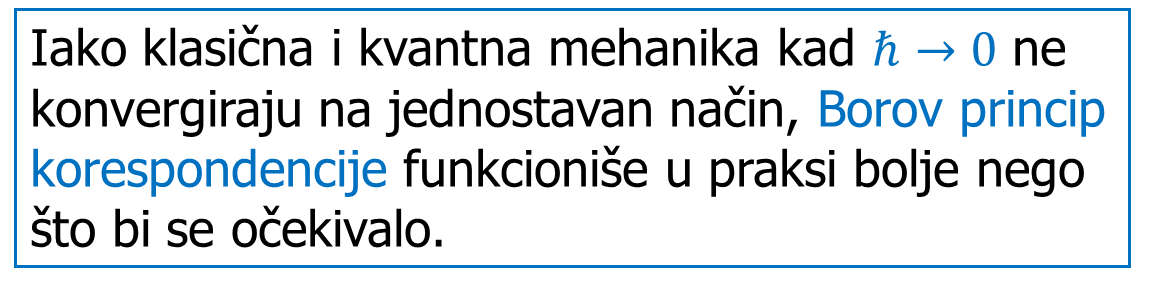 Iako klasična i kvantna mehanika kad ℏ → 0 ne
konvergiraju na jednostavan način, Borov princip
korespondencije funkcioniše u praksi bolje nego
što bi se očekivalo.